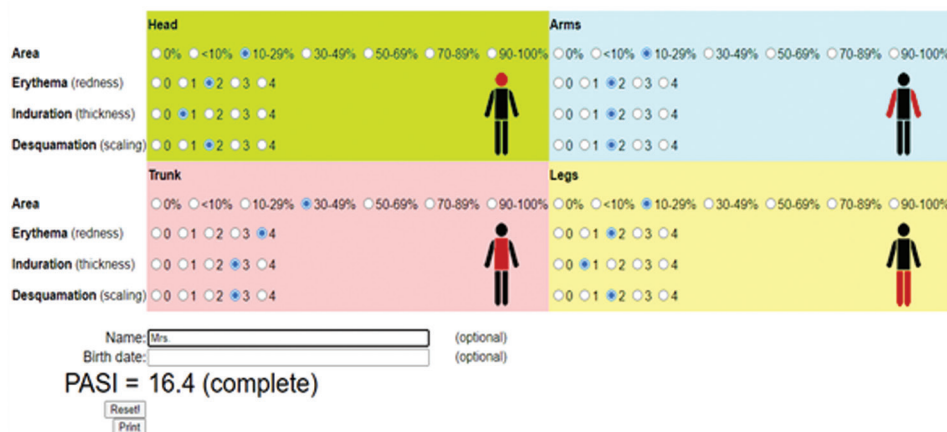 Head Arms
Area 0% <10% 10-29% 30-49% 50-69% 70-89% 90-100% 0% <10% 10-29% 30-49% 50-69% 70-89% 90-100%
Erythema (redness) 0 1 2 3 4 0 1 2 3 4
Induration (thickness) 0 1 2 3 4 0 1 2 3 4
Desquamation (scaling) 0 1 2 3 4 0 1 2 3 4
Trunk Legs
Area 0% <10% 10-29% 30-49% 50-69% 70-89% 90-100% 0% <10% 10-29% 30-49% 50-69% 70-89% 90-100%
Erythema (redness) 0 1 2 3 4 0 1 2 3 4
Induration (thickness) 0 1 2 3 4 0 1 2 3 4
Desquamation (scaling) 0 1 2 3 4 0 1 2 3 4
Name: Mrs. (optional)
Birth date: (optional)
PASI = 16.4 (complete)
Reset!
Print